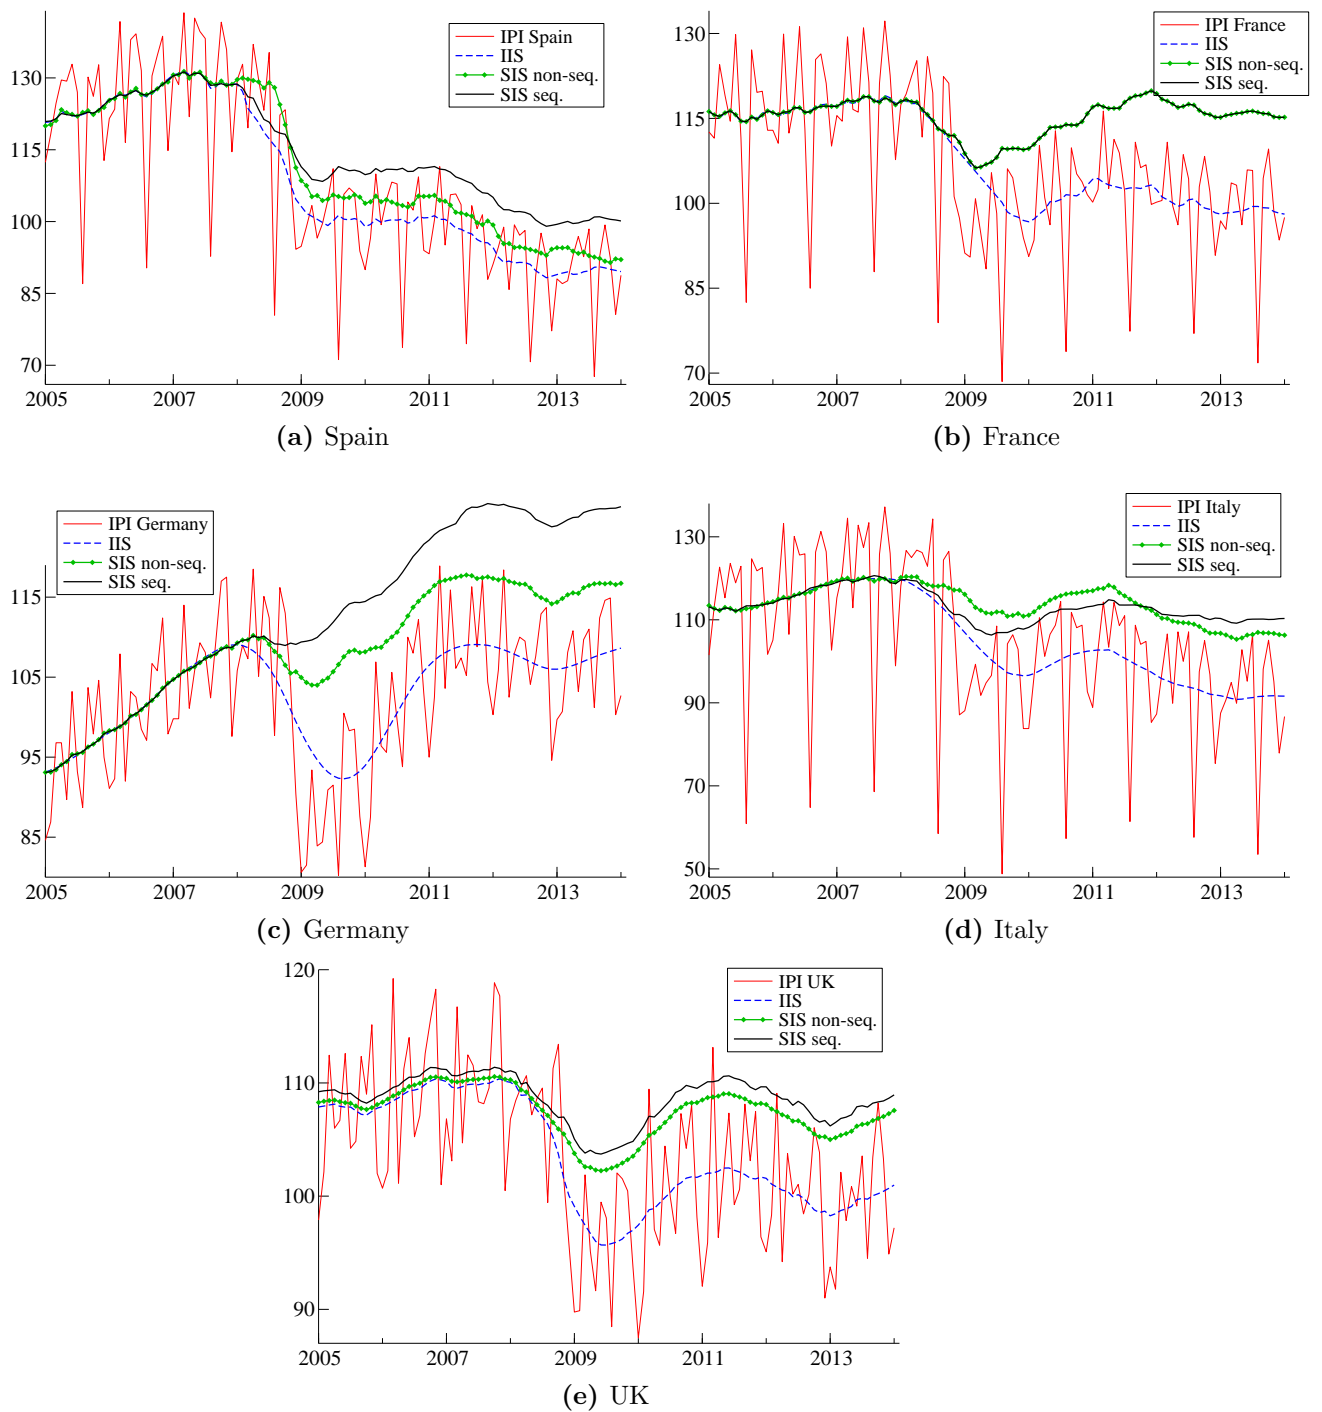 IPI Spain
IIS
SIS non-seq.
SIS seq.
130
115
100
85
70
2005 2007 2009 2011 2013
(a) Spain
IPI France
IIS
SIS non-seq.
SIS seq.
130
115
100
85
70
2005 2007 2009 2011 2013
(b) France
IPI Germany
IIS
SIS non-seq.
SIS seq.
115
105
95
85
2005 2007 2009 2011 2013
(c) Germany
IPI Italy
IIS
SIS non-seq.
SIS seq.
130
110
90
70
50
2005 2007 2009 2011 2013
(d) Italy
IPI UK
IIS
SIS non-seq.
SIS seq.
120
110
100
90
2005 2007 2009 2011 2013
(e) UK